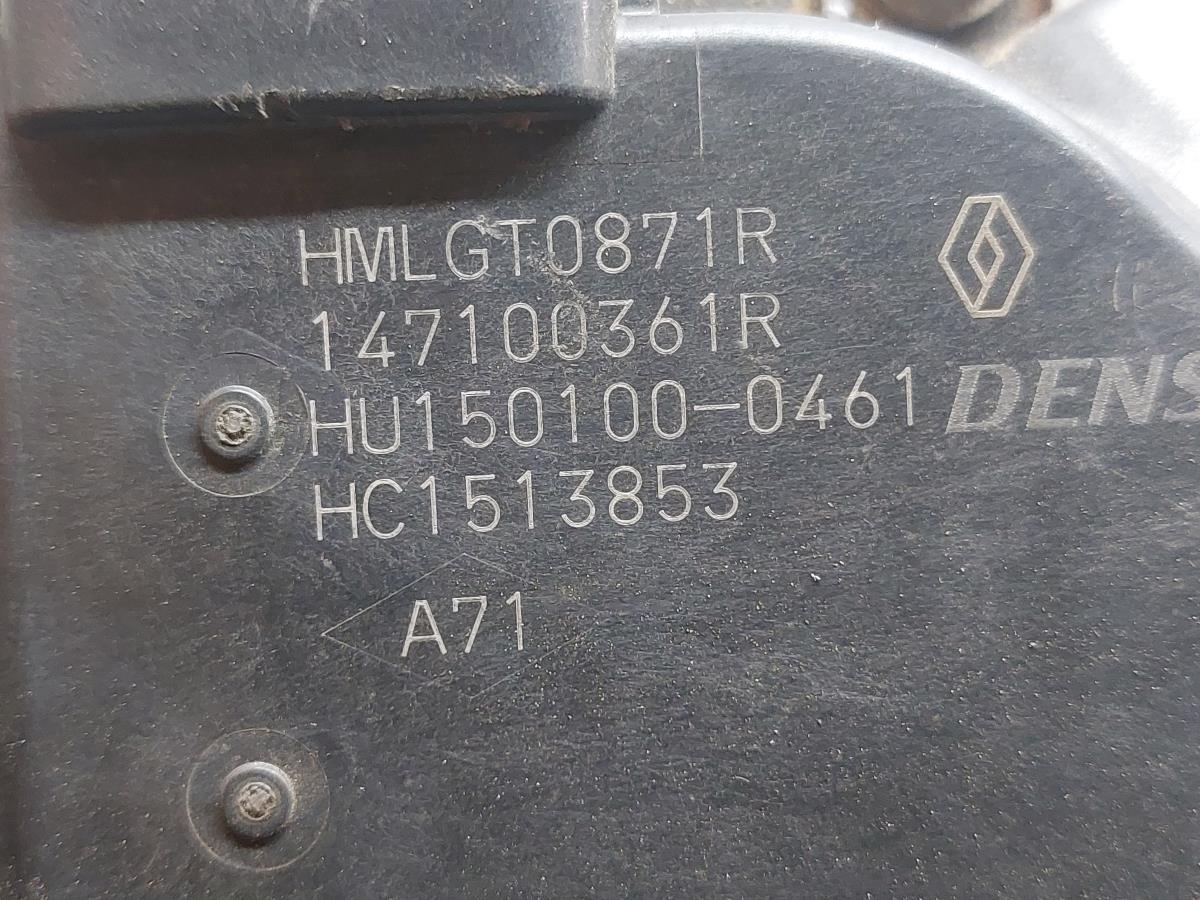 HMLGT0871R
147100361R
HU150100-0461
DENS
HC1513853
A71